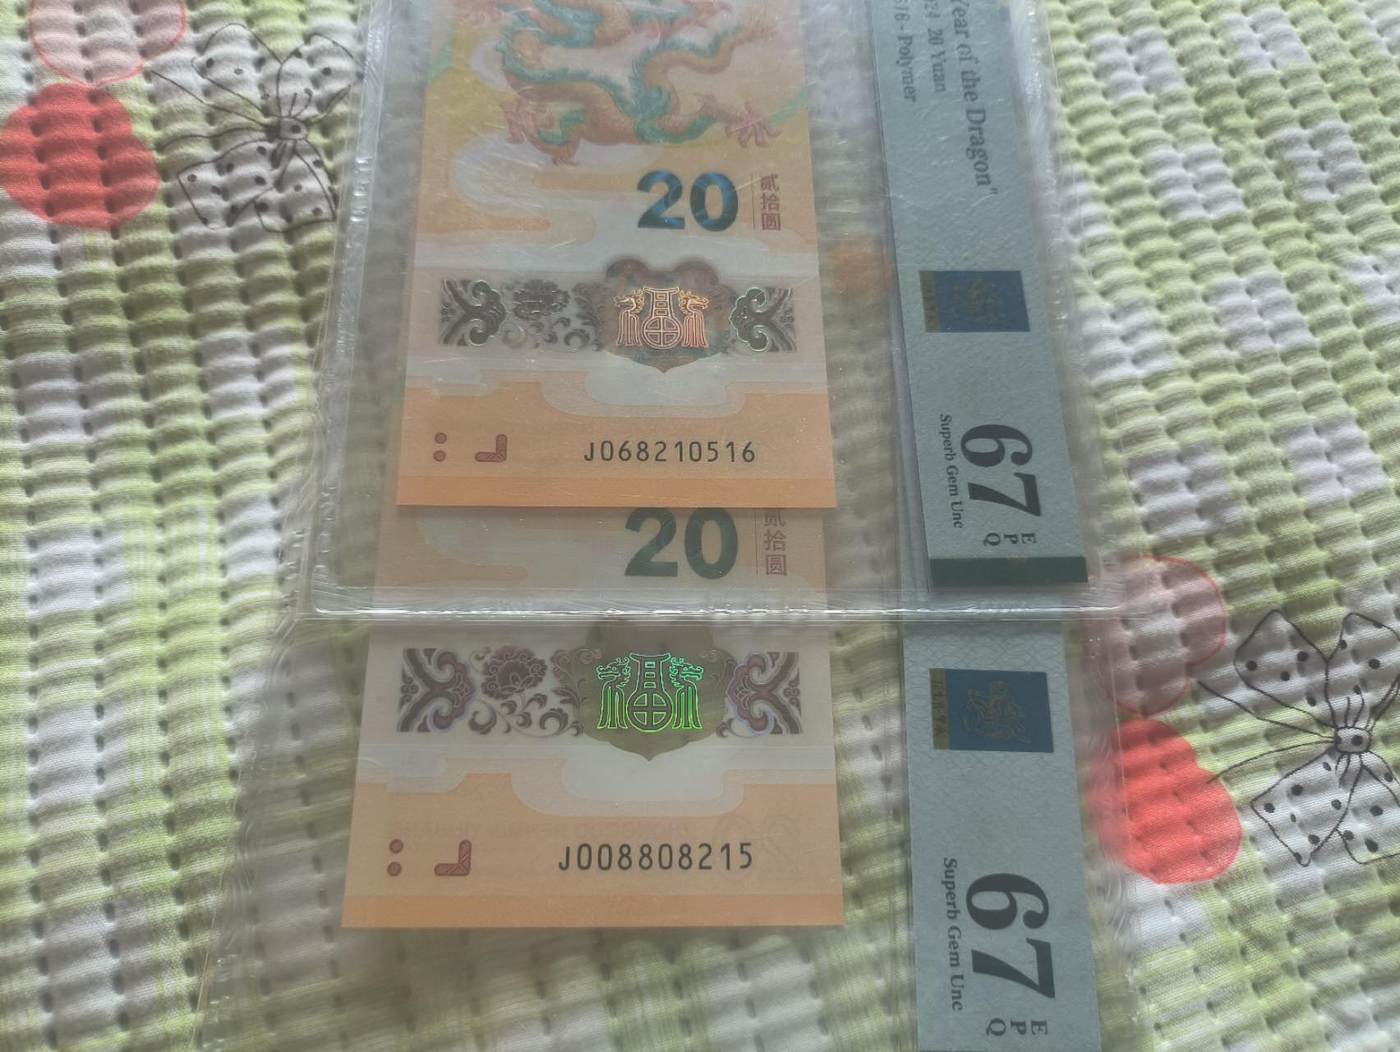 20
贰拾圆
J068210516
20
贰拾圆
J008808215
Year of the Dragon"
24 20 Yuan
- Polymer
67
EPQ
Superb Gem Unc
67
EPQ
Superb Gem Unc